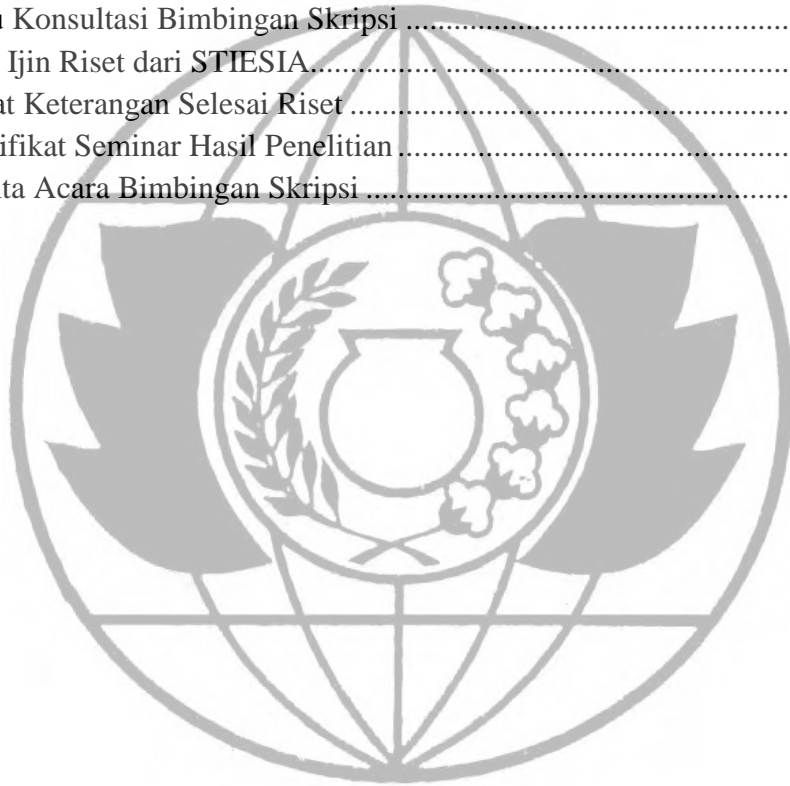 Konsultasi Bimbingan Skripsi ...............................................................
Ijin Riset dari STIESIA...............................................................................
Keterangan Selesai Riset ........................................................................
Seminar Hasil Penelitian ................................................................
Acara Bimbingan Skripsi .....................................................................